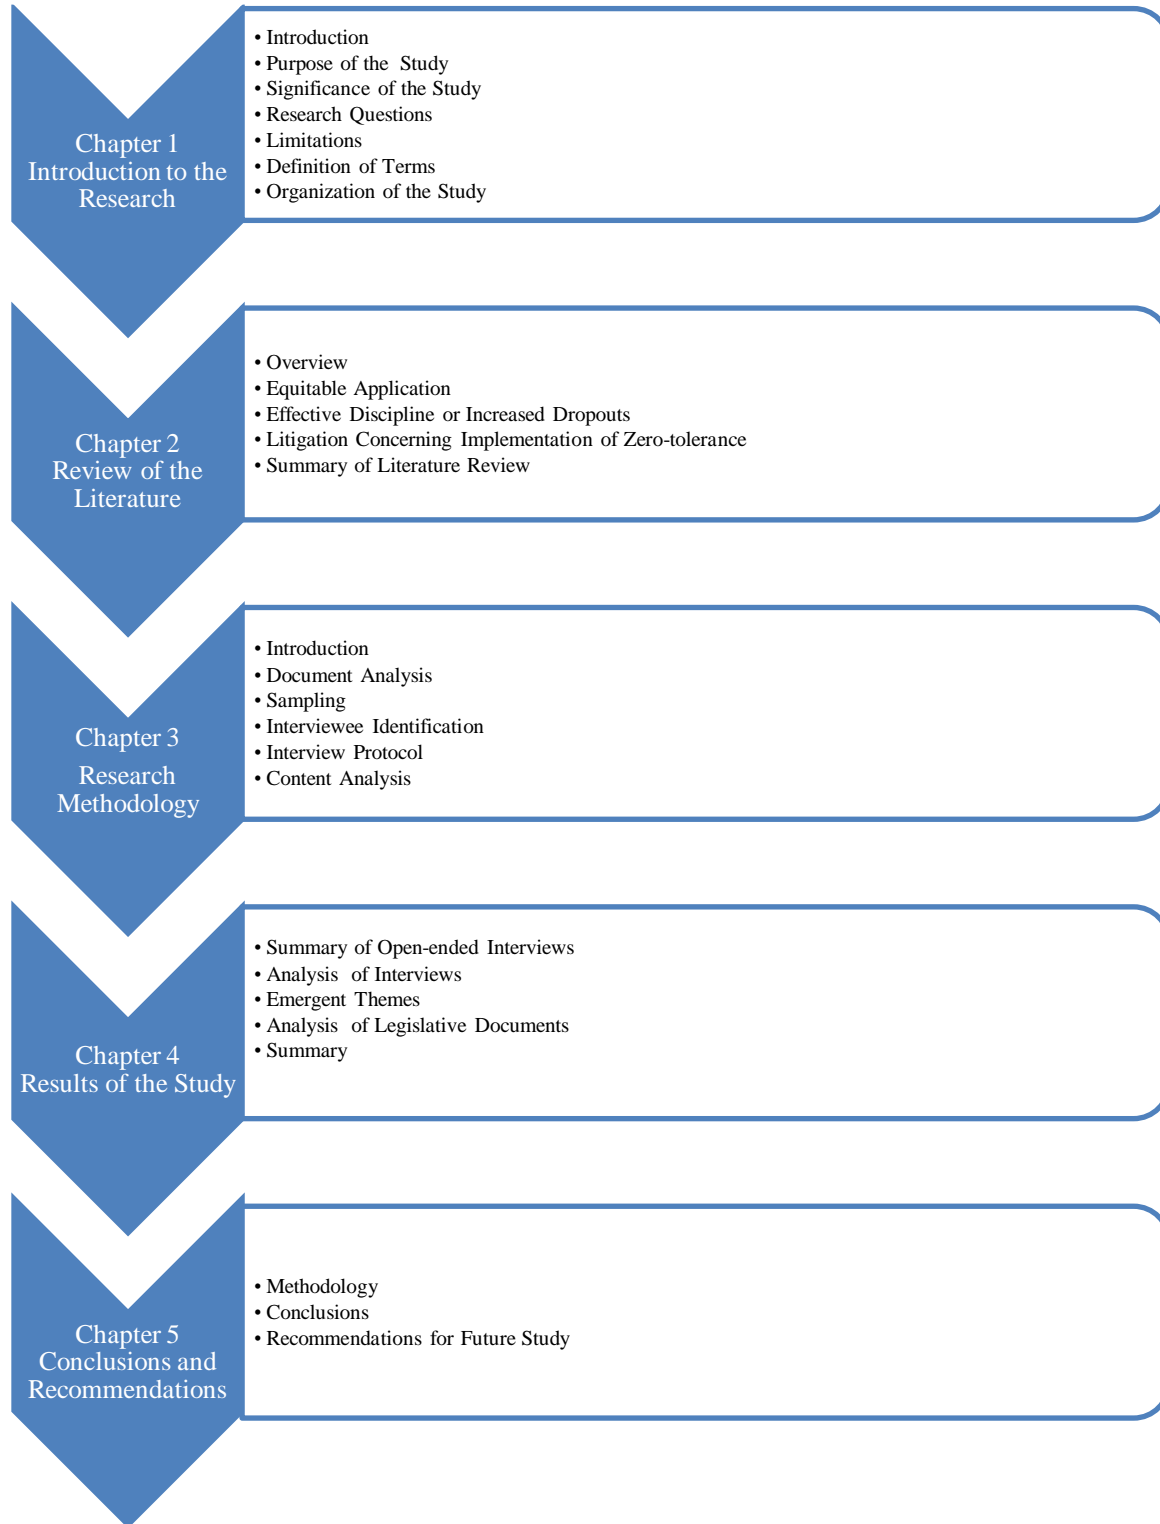 Chapter 1
Introduction to the
Research
• Introduction
• Purpose of the Study
• Significance of the Study
• Research Questions
• Limitations
• Definition of Terms
• Organization of the Study
Chapter 2
Review of the
Literature
• Overview
• Equitable Application
• Effective Discipline or Increased Dropouts
• Litigation Concerning Implementation of Zero-tolerance
• Summary of Literature Review
Chapter 3
Research
Methodology
• Introduction
• Document Analysis
• Sampling
• Interviewee Identification
• Interview Protocol
• Content Analysis
Chapter 4
Results of the Study
• Summary of Open-ended Interviews
• Analysis of Interviews
• Emergent Themes
• Analysis of Legislative Documents
• Summary
Chapter 5
Conclusions and
Recommendations
• Methodology
• Conclusions
• Recommendations for Future Study